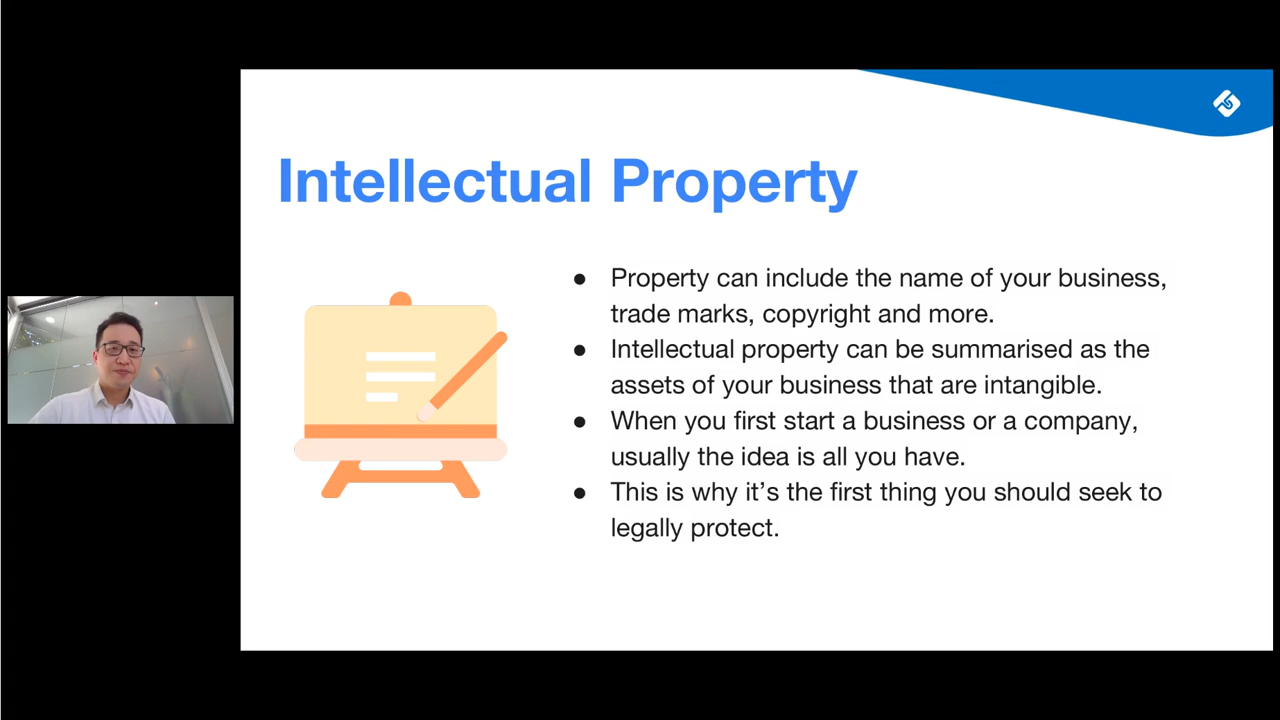 Intellectual Property
● Property can include the name of your business,
trade marks, copyright and more.
● Intellectual property can be summarised as the
assets of your business that are intangible.
● When you first start a business or a company,
usually the idea is all you have.
● This is why it’s the first thing you should seek to
legally protect.